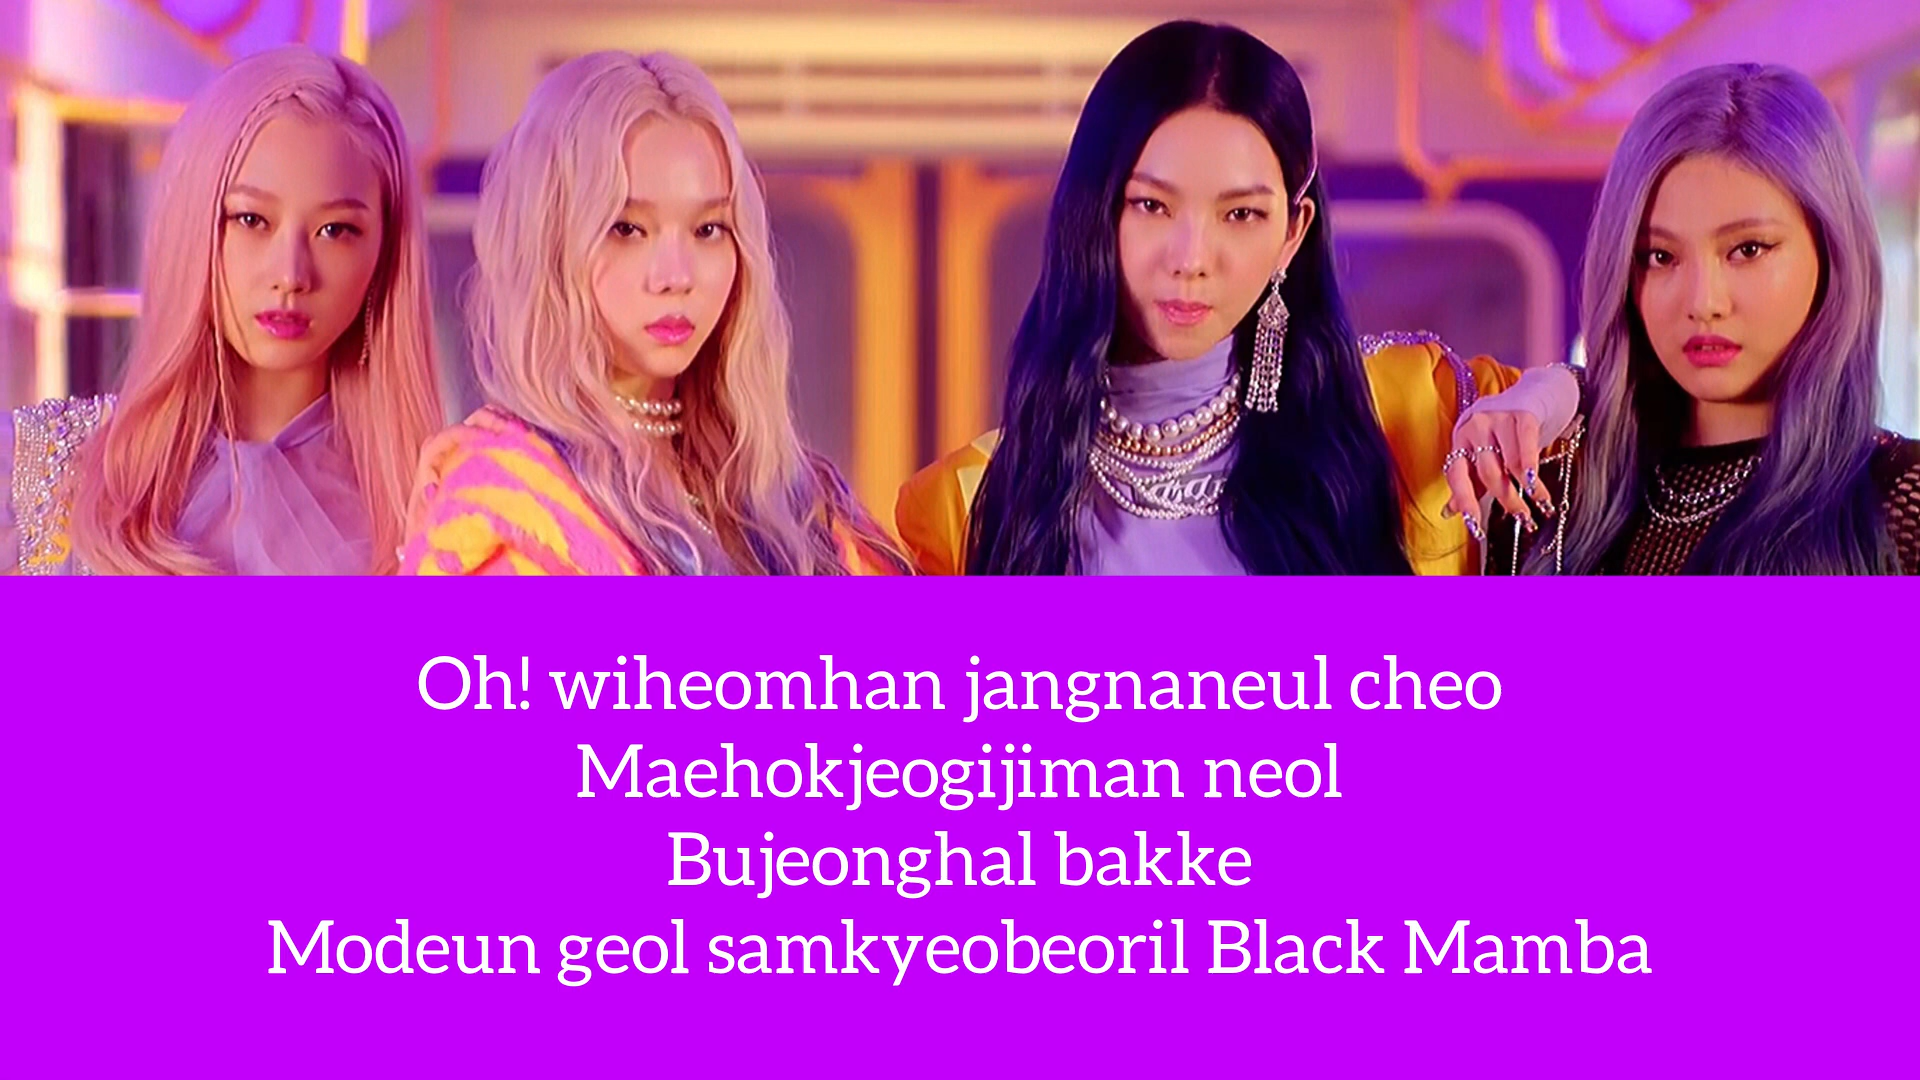 Oh! wiheomhan jangnaneul cheo
Maehokjeogijiman neol
Bujeonghal bakke
Modeun geol samkyeobeoril Black Mamba